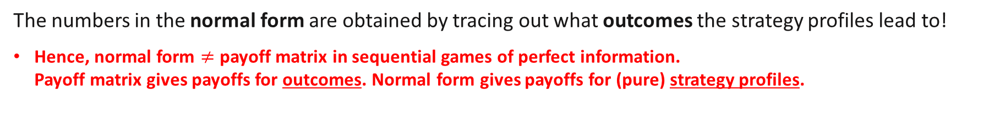 The numbers in the normal form are obtained by tracing out what outcomes the strategy profiles lead to!
• Hence, normal form ≠ payoff matrix in sequential games of perfect information.
Payoff matrix gives payoffs for outcomes. Normal form gives payoffs for (pure) strategy profiles.